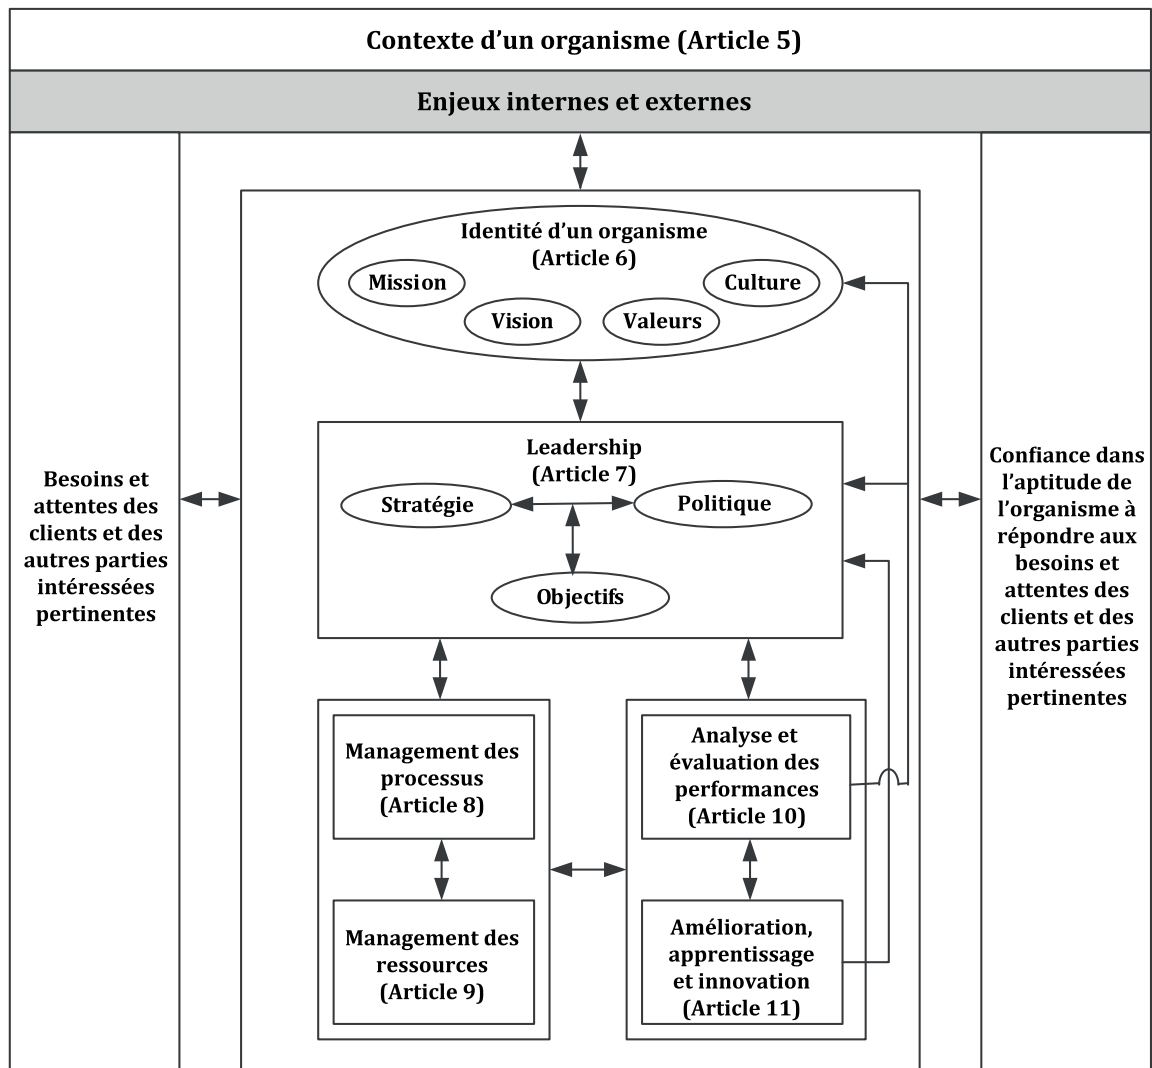 Contexte d’un organisme (Article 5)
Enjeux internes et externes
Identité d’un organisme
(Article 6)
Mission
Culture
Vision
Valeurs
Leadership
(Article 7)
Stratégie
Politique
Objectifs
Besoins et
attentes des
clients et des
autres parties
intéressées
pertinentes
Confiance dans
l’aptitude de
l’organisme à
répondre aux
besoins et
attentes des
clients et des
autres parties
intéressées
pertinentes
Management des
processus
(Article 8)
Analyse et
évaluation des
performances
(Article 10)
Management des
ressources
(Article 9)
Amélioration,
apprentissage
et innovation
(Article 11)